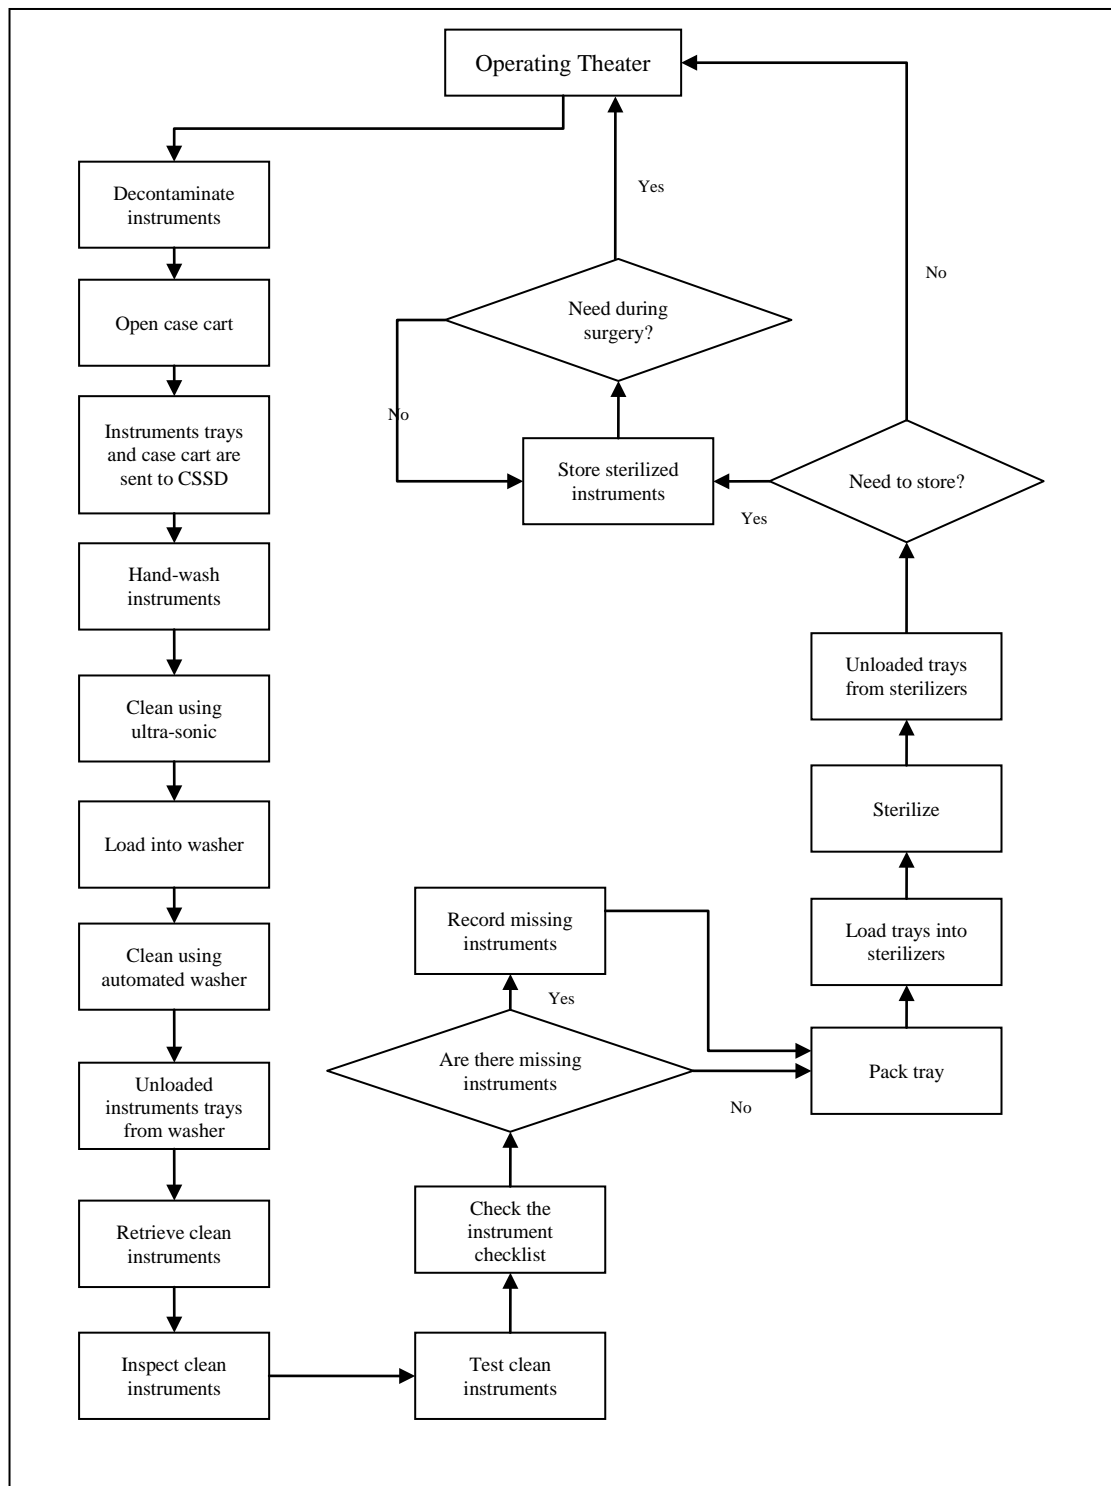 Operating Theater
Decontaminate
instruments
Open case cart
Instruments trays
and case cart are
sent to CSSD
Hand-wash
instruments
Clean using
ultra-sonic
Load into washer
Clean using
automated washer
Unloaded
instruments trays
from washer
Retrieve clean
instruments
Inspect clean
instruments
Test clean
instruments
Check the
instrument
checklist
Are there missing
instruments
Yes
No
Record missing
instruments
Pack tray
Load trays into
sterilizers
Sterilize
Unloaded trays
from sterilizers
Need to store?
Yes
No
Store sterilized
instruments
Need during
surgery?
No
Yes